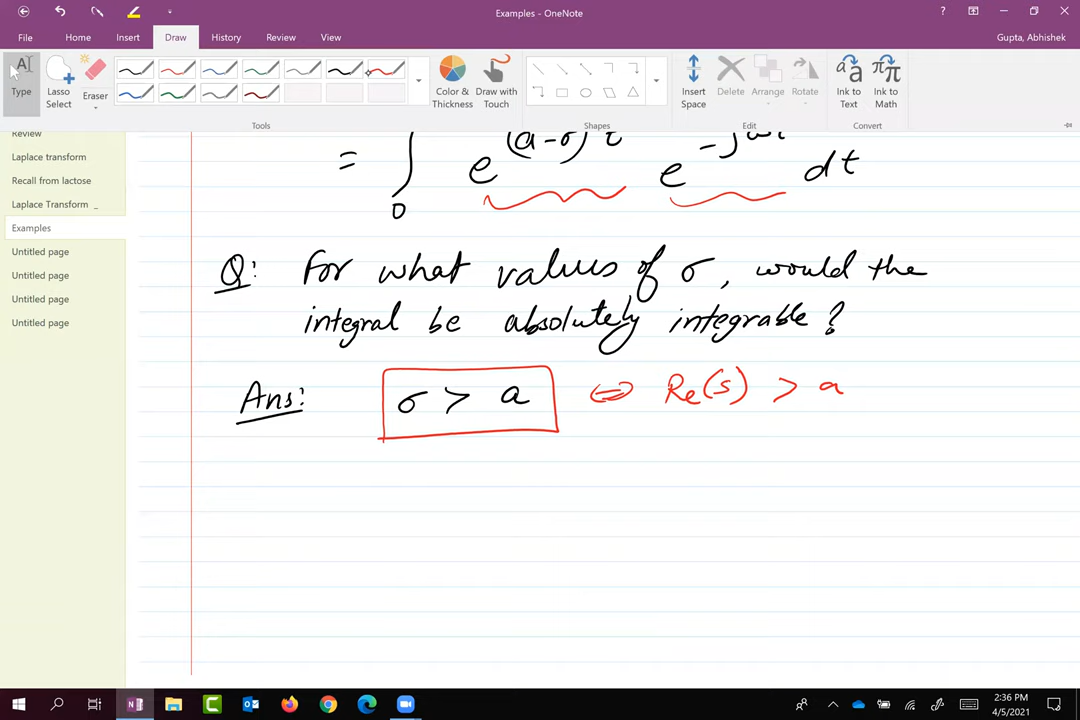 Examples - OneNote
Gupta, Abhishek
File Home Insert Draw History Review View
Type
Lasso Select
Eraser
Color & Thickness
Draw with Touch
Insert Space
Delete
Arrange
Rotate
Ink to Text
Ink to Math
Tools
Shapes
Edit
Convert
Review
Laplace transform
Recall from lactose
Laplace Transform _
Examples
Untitled page
Untitled page
Untitled page
Untitled page
= ∫ e^{(a-σ)t} e^{-jωt} dt
0
Q: For what values of σ, would the
integral be absolutely integrable?
Ans: σ > a ⇔ Re(s) > a
2:36 PM
4/5/2021